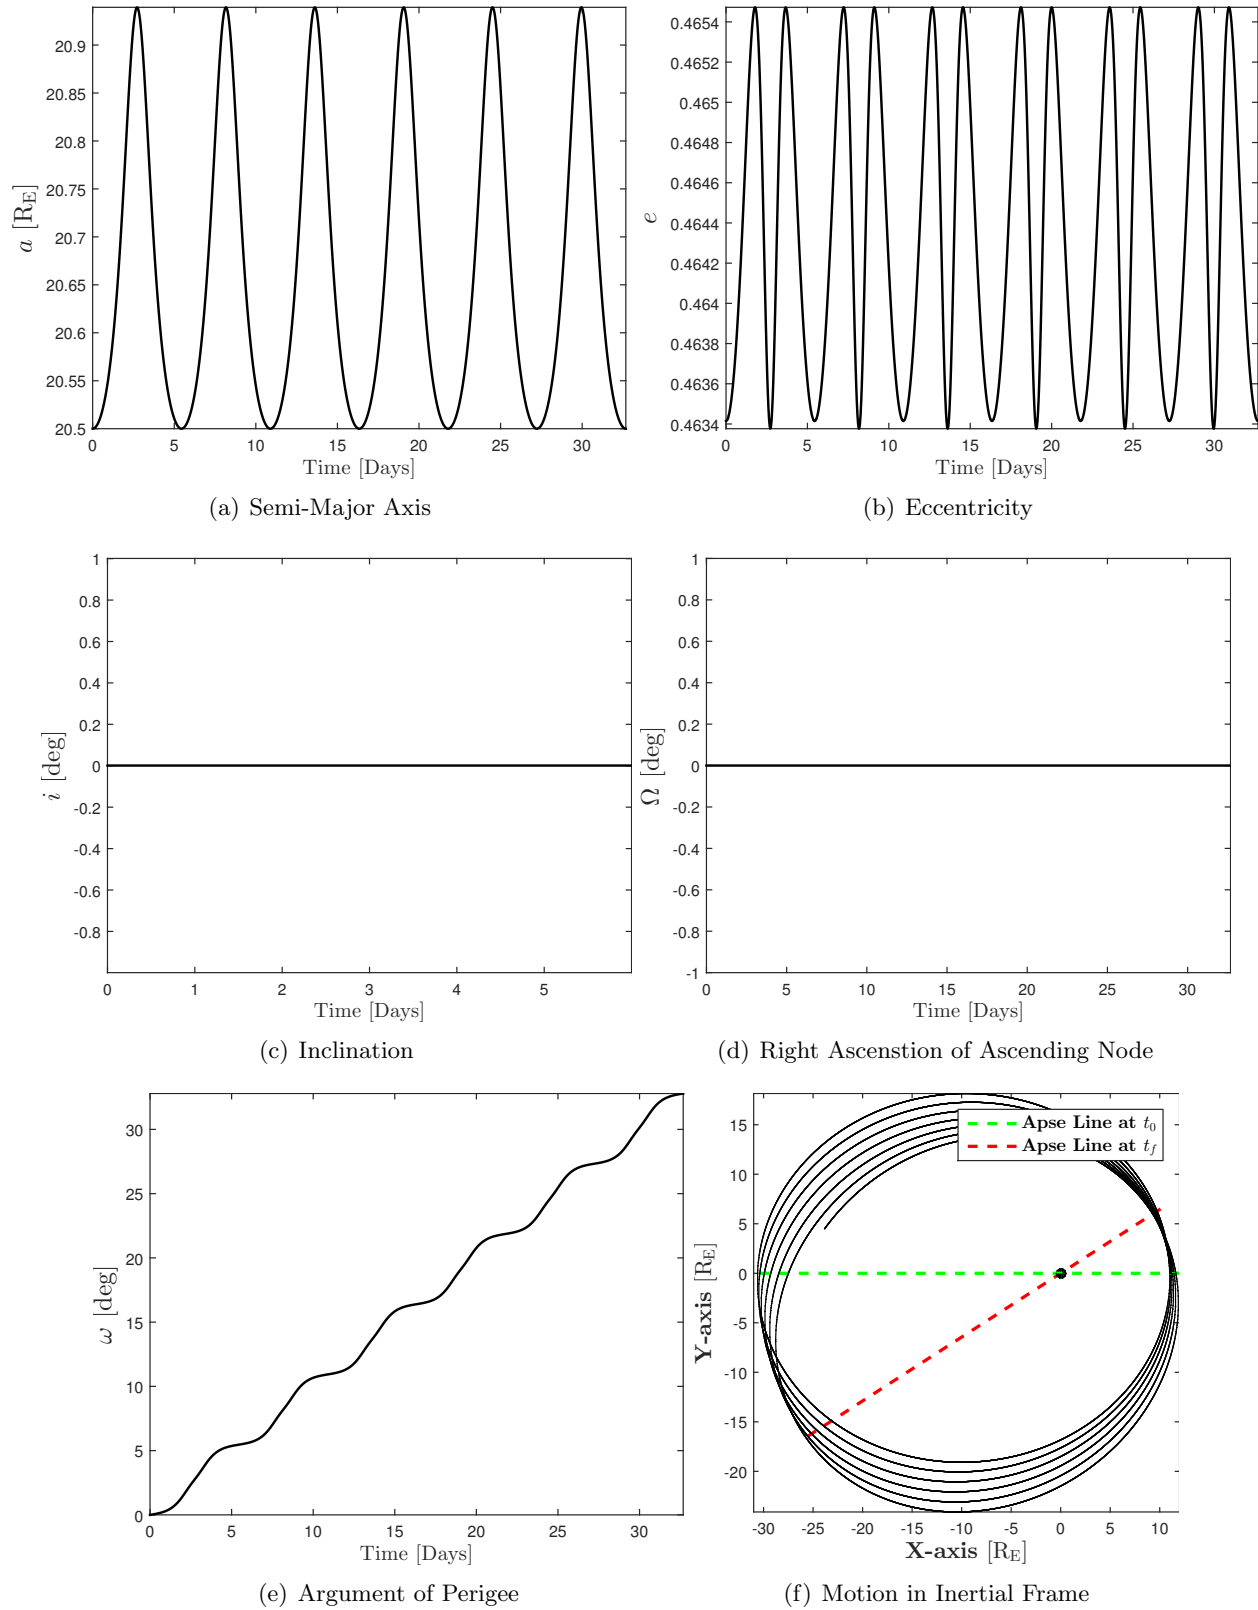 20.9
20.85
20.8
20.75
20.7
20.65
20.6
20.55
20.5
a [R_E]
0 5 10 15 20 25 30
Time [Days]
(a) Semi-Major Axis
0.4654
0.4652
0.465
0.4648
0.4646
0.4644
0.4642
0.464
0.4638
0.4636
0.4634
e
0 5 10 15 20 25 30
Time [Days]
(b) Eccentricity
1
0.8
0.6
0.4
0.2
0
-0.2
-0.4
-0.6
-0.8
i [deg]
0 1 2 3 4 5
Time [Days]
(c) Inclination
1
0.8
0.6
0.4
0.2
0
-0.2
-0.4
-0.6
-0.8
-1
Ω [deg]
0 5 10 15 20 25 30
Time [Days]
(d) Right Ascenstion of Ascending Node
30
25
20
15
10
5
0
ω [deg]
0 5 10 15 20 25 30
Time [Days]
(e) Argument of Perigee
Apse Line at t_0
Apse Line at t_f
15
10
5
0
-5
-10
-15
-20
Y-axis [R_E]
-30 -25 -20 -15 -10 -5 0 5 10
X-axis [R_E]
(f) Motion in Inertial Frame